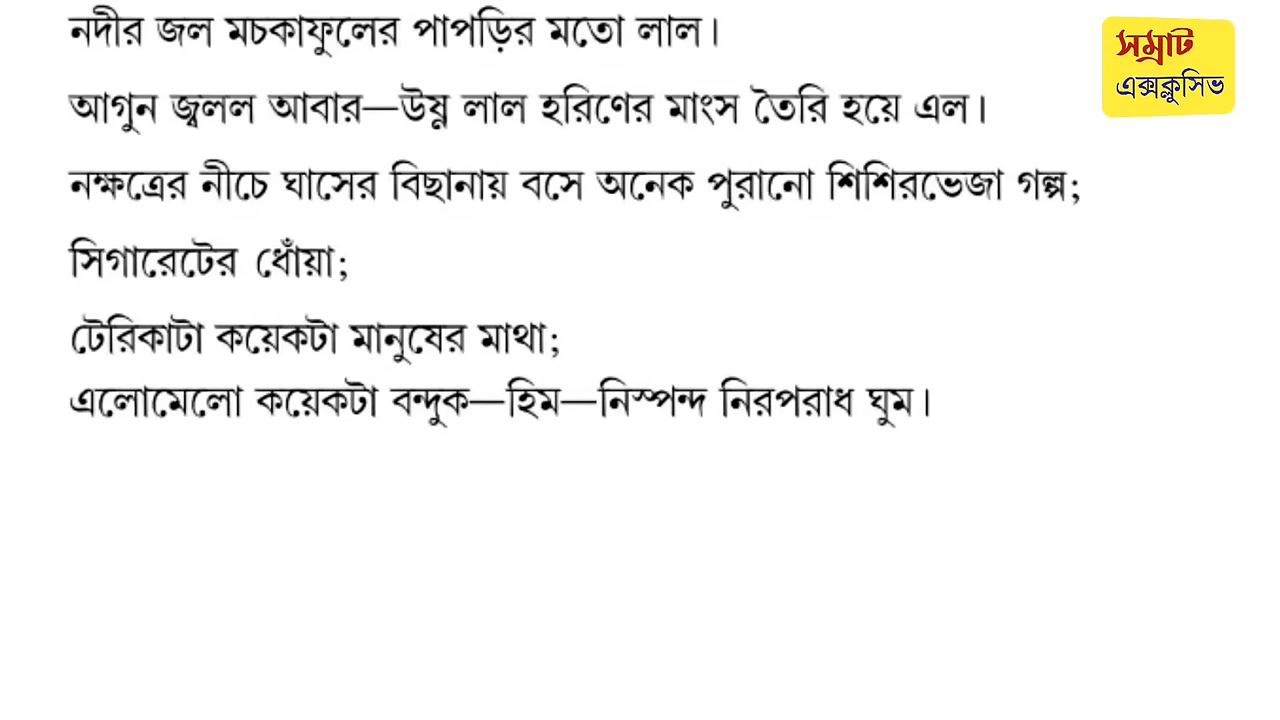 নদীর জল মচকাফুলের পাপড়ির মতো লাল।
সম্রাট
এক্সক্লুসিভ
আগুন জ্বলল আবার—উষ্ণ লাল হরিণের মাংস তৈরি হয়ে এল।
নক্ষত্রের নীচে ঘাসের বিছানায় বসে অনেক পুরানো শিশিরভেজা গল্প;
সিগারেটের ধোঁয়া;
টেরিকাটা কয়েকটা মানুষের মাথা;
এলোমেলো কয়েকটা বন্দুক—হিম—নিস্পন্দ নিরপরাধ ঘুম।